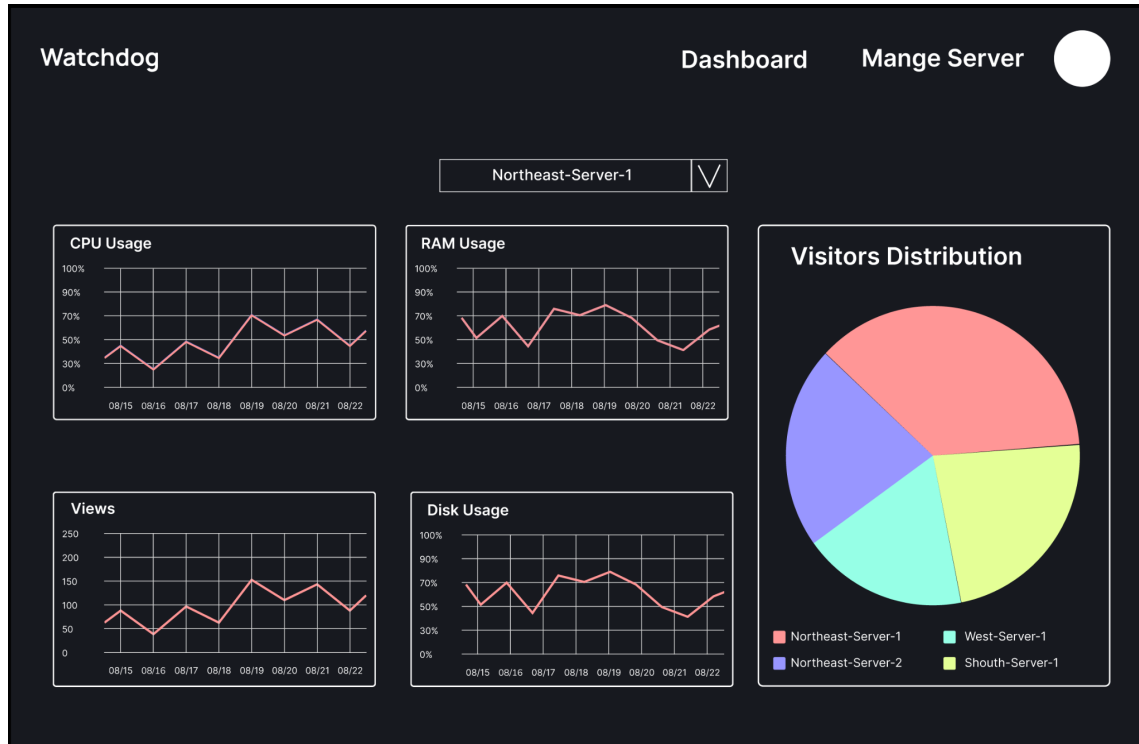 Watchdog
Dashboard
Mange Server
Northeast-Server-1
CPU Usage
100%
90%
70%
50%
30%
0%
08/15 08/16 08/17 08/18 08/19 08/20 08/21 08/22
RAM Usage
100%
90%
70%
50%
30%
0%
08/15 08/16 08/17 08/18 08/19 08/20 08/21 08/22
Views
250
200
150
100
50
0
08/15 08/16 08/17 08/18 08/19 08/20 08/21 08/22
Disk Usage
100%
90%
70%
50%
30%
0%
08/15 08/16 08/17 08/18 08/19 08/20 08/21 08/22
Visitors Distribution
Northeast-Server-1
West-Server-1
Northeast-Server-2
Shouth-Server-1